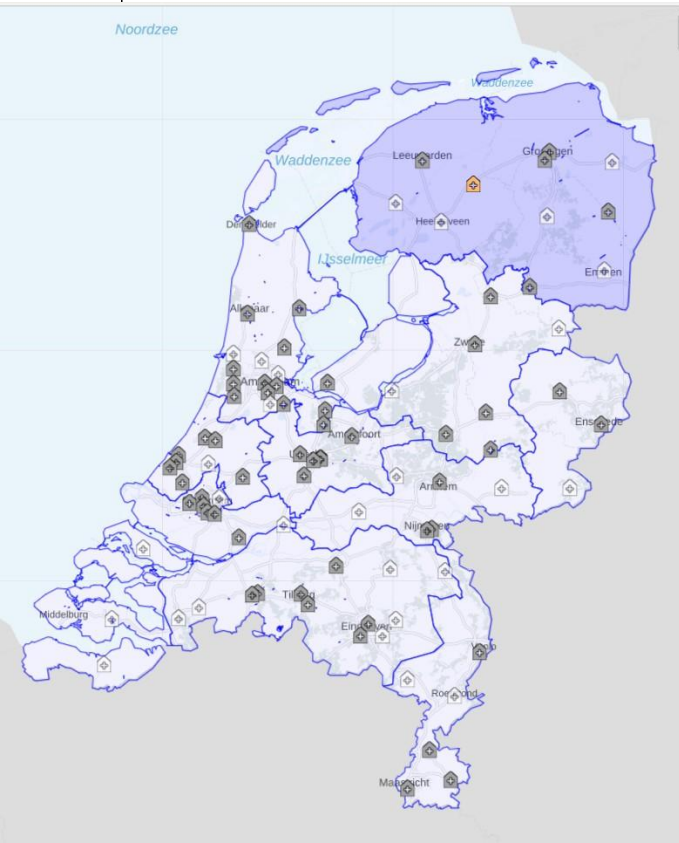 Noordzee
Waddenzee
Waddenzee
Leeuwarden
Groningen
Den Helder
Heerenveen
IJsselmeer
Emmen
Alkmaar
Zwolle
Amsterdam
Enschede
Amersfoort
Arnhem
Nijmegen
Tilburg
Middelburg
Eindhoven
Venlo
Roermond
Maastricht